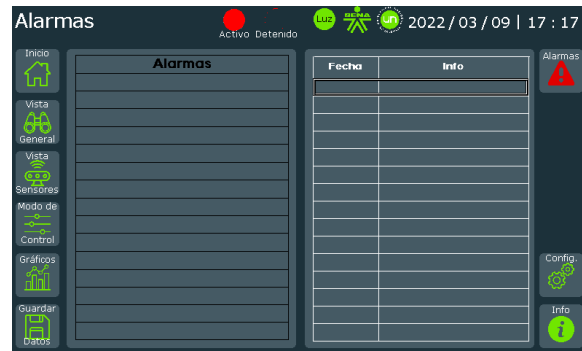 Alarmas
Activo Detenido
Luz
SENA
un
2022 / 03 / 09 | 17 : 17
Inicio
Vista
General
Vista
Sensores
Modo de
Control
Gráficos
Guardar
Datos
Alarmas
Fecha Info
Alarmas
Config.
Info